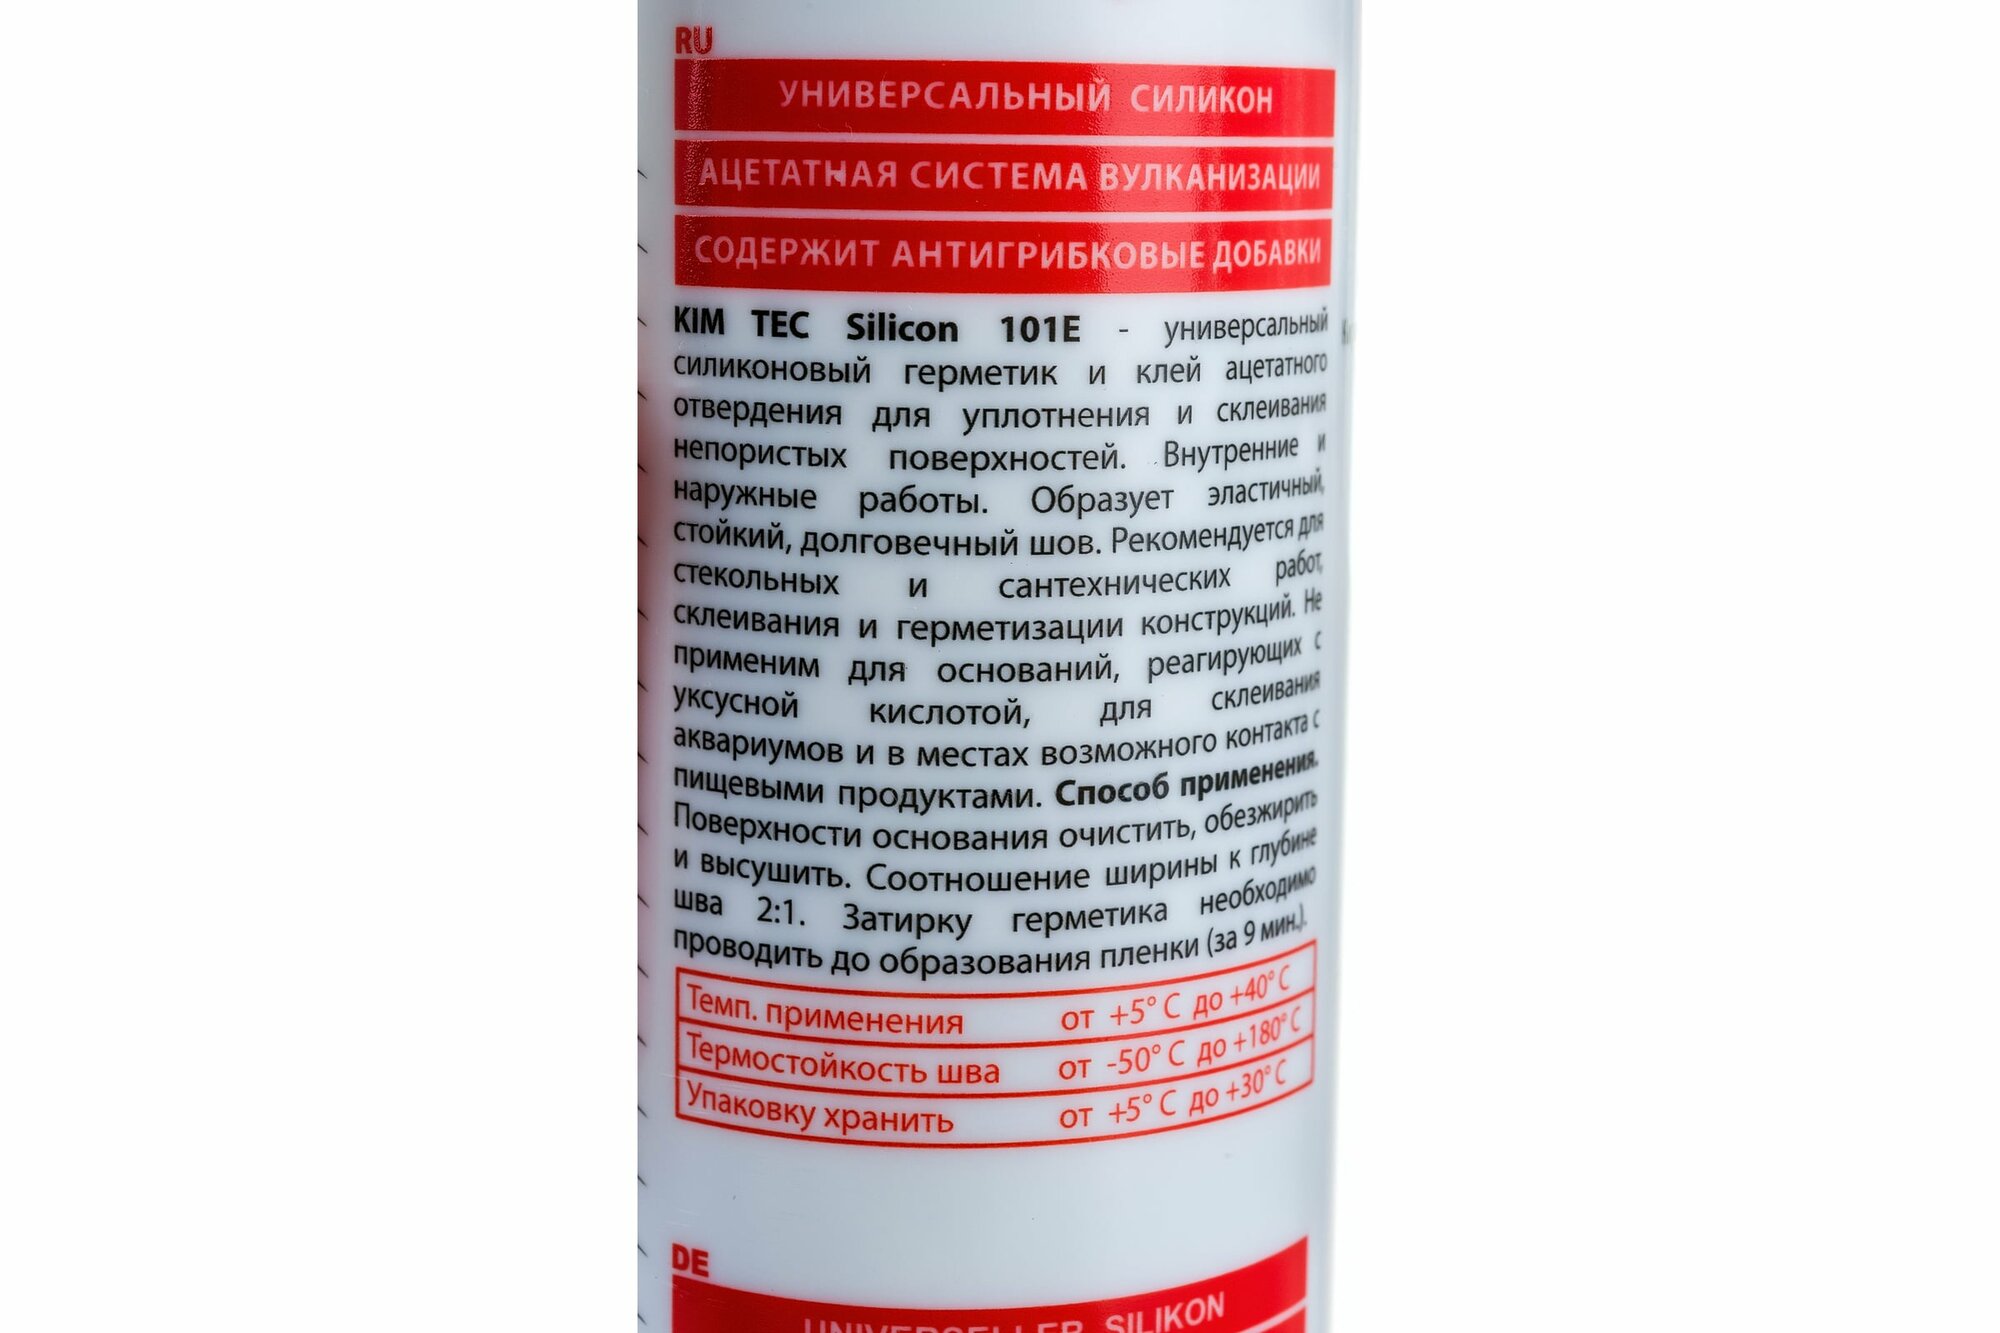 RU
УНИВЕРСАЛЬНЫЙ СИЛИКОН
АЦЕТАТНАЯ СИСТЕМА ВУЛКАНИЗАЦИИ
СОДЕРЖИТ АНТИГРИБКОВЫЕ ДОБАВКИ
KIM TEC Silicon 101E - универсальный
силиконовый герметик и клей ацетатного
отвердения для уплотнения и склеивания
непористых поверхностей. Внутренние и
наружные работы. Образует эластичный,
стойкий, долговечный шов. Рекомендуется для
стекольных и сантехнических работ,
склеивания и герметизации конструкций. Не
применим для оснований, реагирующих с
уксусной кислотой, для склеивания
аквариумов и в местах возможного контакта с
пищевыми продуктами. Способ применения.
Поверхности основания очистить, обезжирить
и высушить. Соотношение ширины к глубине
шва 2:1. Затирку герметика необходимо
проводить до образования пленки (за 9 мин.).
Темп. применения от +5° C до +40° C
Термостойкость шва от -50° C до +180° C
Упаковку хранить от +5° C до +30° C
DE
UNIVERSELLER SILIKON